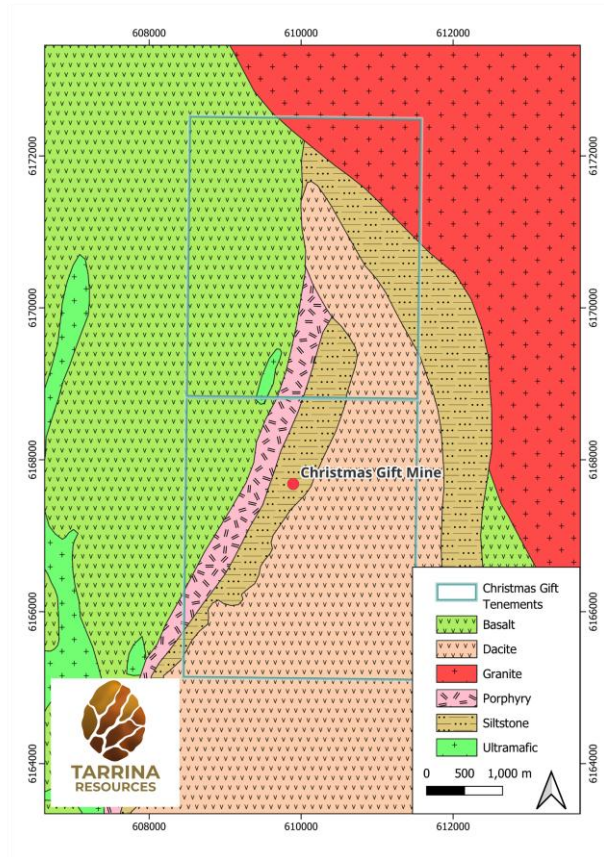 608000
610000
612000
6172000
6172000
6170000
6170000
6168000
6168000
Christmas Gift Mine
6166000
6166000
6164000
6164000
Christmas Gift
Tenements
Basalt
Dacite
Granite
Porphyry
Siltstone
Ultramafic
0 500 1,000 m
TARRINA
RESOURCES
608000
610000
612000